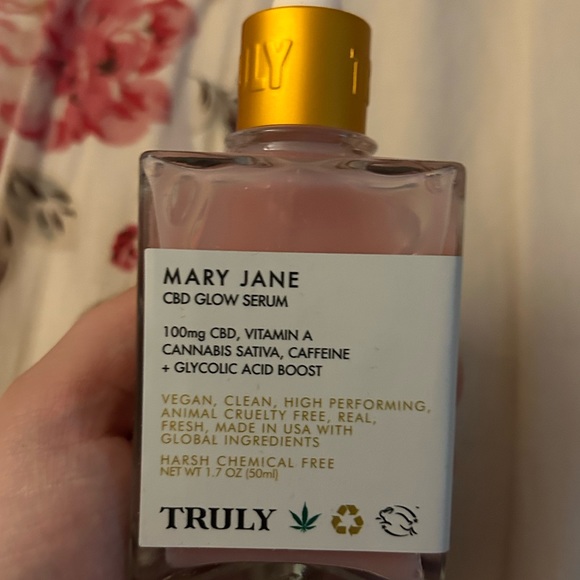 MARY JANE
CBD GLOW SERUM
100mg CBD, VITAMIN A
CANNABIS SATIVA, CAFFEINE
+ GLYCOLIC ACID BOOST
VEGAN, CLEAN, HIGH PERFORMING,
ANIMAL CRUELTY FREE, REAL,
FRESH, MADE IN USA WITH
GLOBAL INGREDIENTS
HARSH CHEMICAL FREE
NET WT 1.7 OZ (50ml)
TRULY